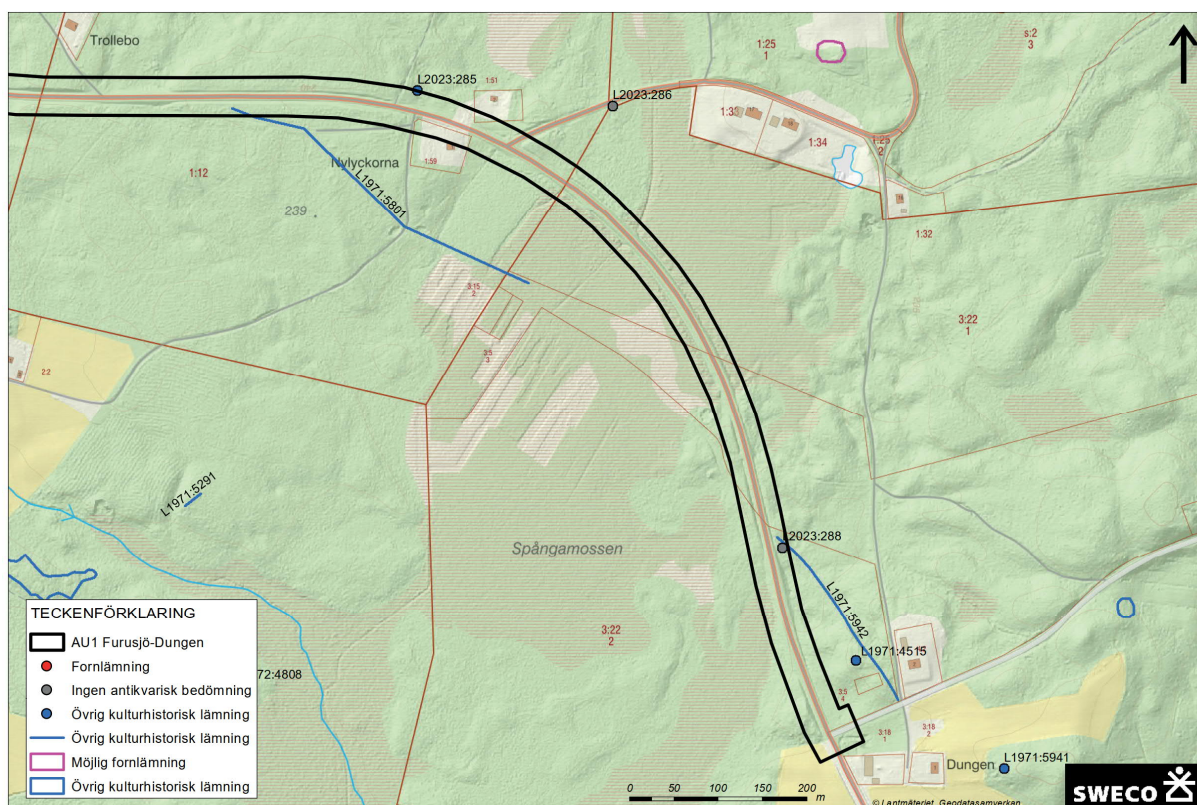 Trollebo
L2023:285
1:51
L2023:286
1:25
1
s:2
3
1:33
17
1:34
1:59
Nylyckorna
1:12
239
L1971:5801
1:32
3:15
2
3:5
3
3:22
1
2:2
L1971:5291
Spångamossen
L2023:288
L1971:5942
L1971:4515
3:22
2
3:5
4
3:18
1
3:18
2
Dungen
L1971:5941
72:4808
TECKENFÖRKLARING
AU1 Furusjö-Dungen
Fornlämning
Ingen antikvarisk bedömning
Övrig kulturhistorisk lämning
Övrig kulturhistorisk lämning
Möjlig fornlämning
Övrig kulturhistorisk lämning
0 50 100 150 200
m
© Lantmäteriet, Geodatasamverkan
SWECO